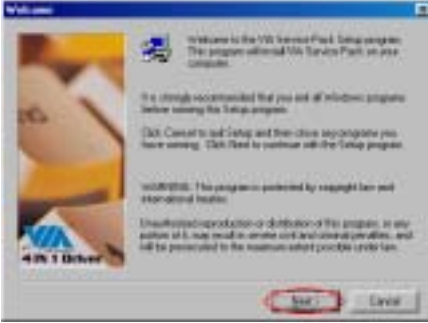 Welcome
Welcome to the VIA Service Pack Setup program.
This program will install VIA Service Pack on your
computer.
It is strongly recommended that you exit all Windows programs
before running this Setup program.
Click Cancel to quit Setup and then close any programs you
have running. Click Next to continue with the Setup program.
WARNING: This program is protected by copyright law and
international treaties.
Unauthorized reproduction or distribution of this program, or any
portion of it, may result in severe civil and criminal penalties, and
will be prosecuted to the maximum extent possible under law.
VIA
4 IN 1 Driver
Next
Cancel